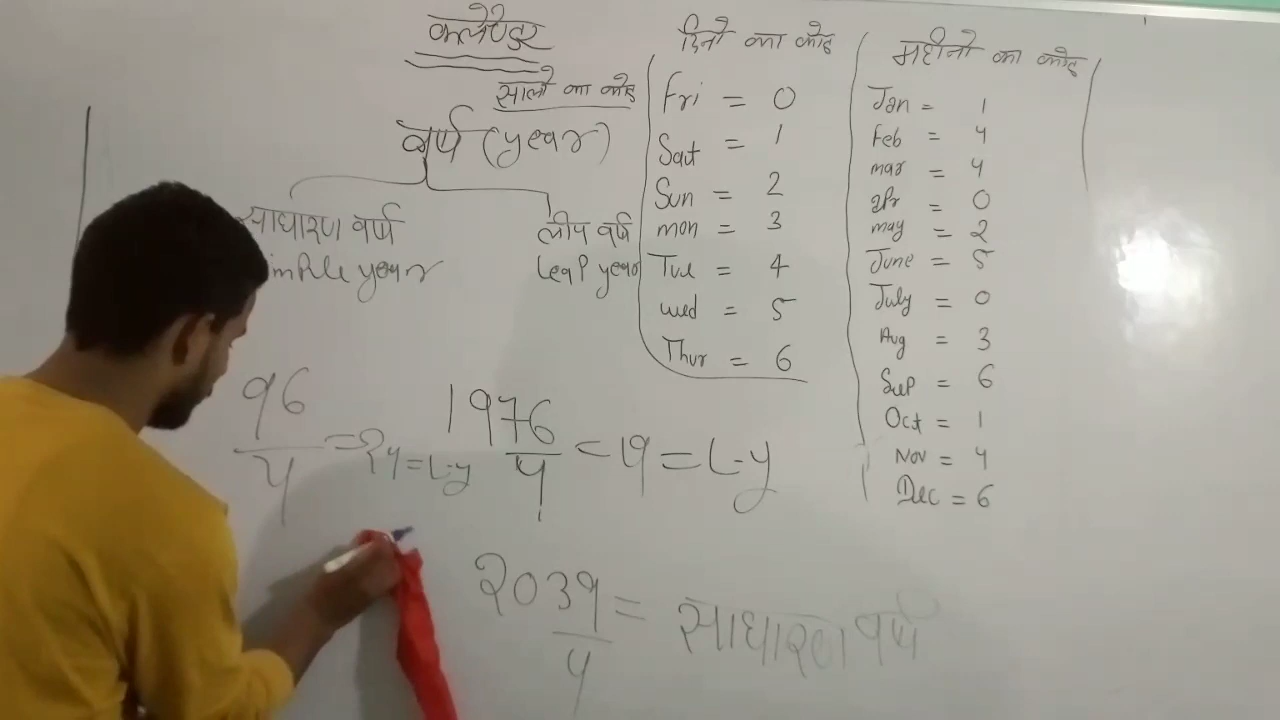 कलेण्डर
सालो का कोड
वर्ष (year)
साधारण वर्ष
imple year
लीप वर्ष
leap year
दिनो का कोड
Fri = 0
Sat = 1
Sun = 2
mon = 3
Tue = 4
wed = 5
Thur = 6
महीनो का कोड
Jan = 1
Feb = 4
mar = 4
apr = 0
may = 2
June = 5
July = 0
Aug = 3
Sep = 6
Oct = 1
Nov = 4
Dec = 6
96
4
= 24 = L-y
1976
4
= 19 = L-y
2039 = साधारण वर्ष
4